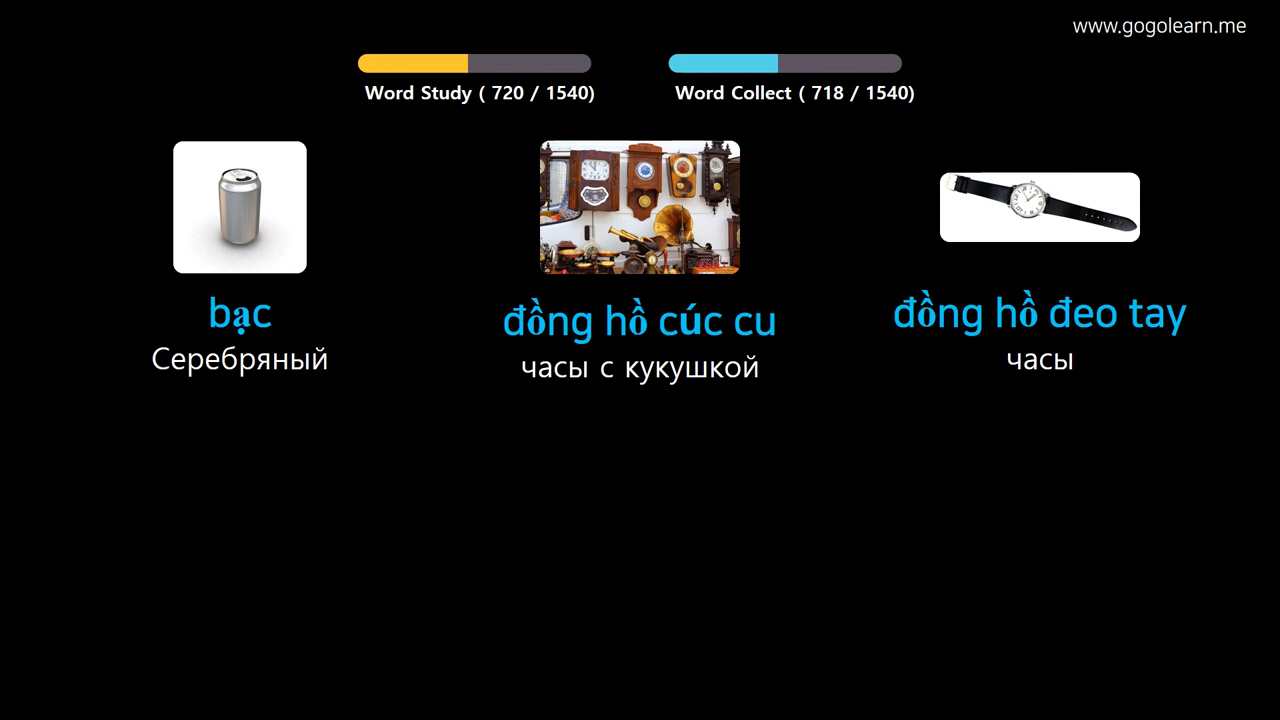 www.gogolearn.me
Word Study ( 720 / 1540)
Word Collect ( 718 / 1540)
bạc
Серебряный
đồng hồ cúc cu
часы с кукушкой
đồng hồ đeo tay
часы